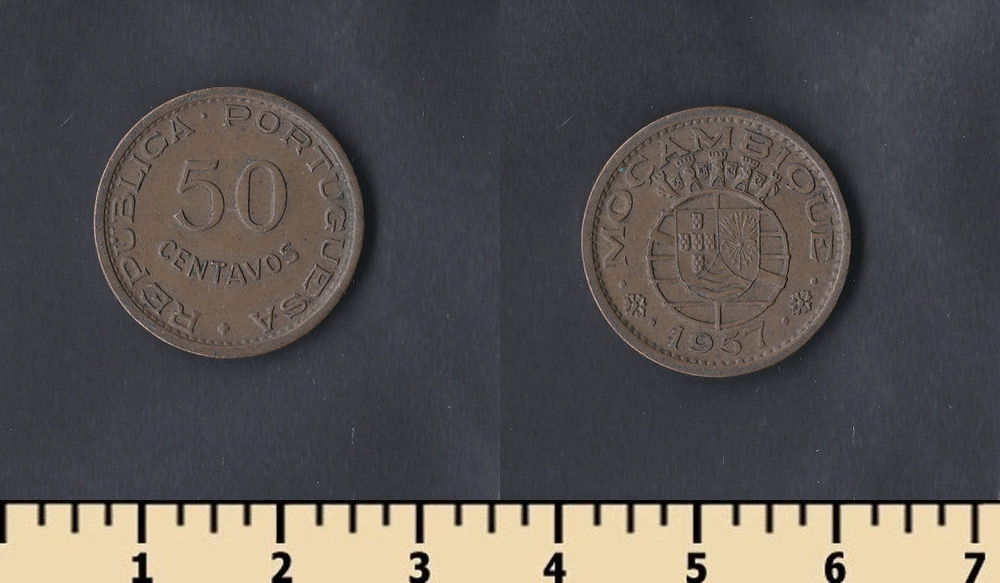 REPUBLICA · PORTUGUESA
50
CENTAVOS
MOÇAMBIQUE
1957
1 2 3 4 5 6 7